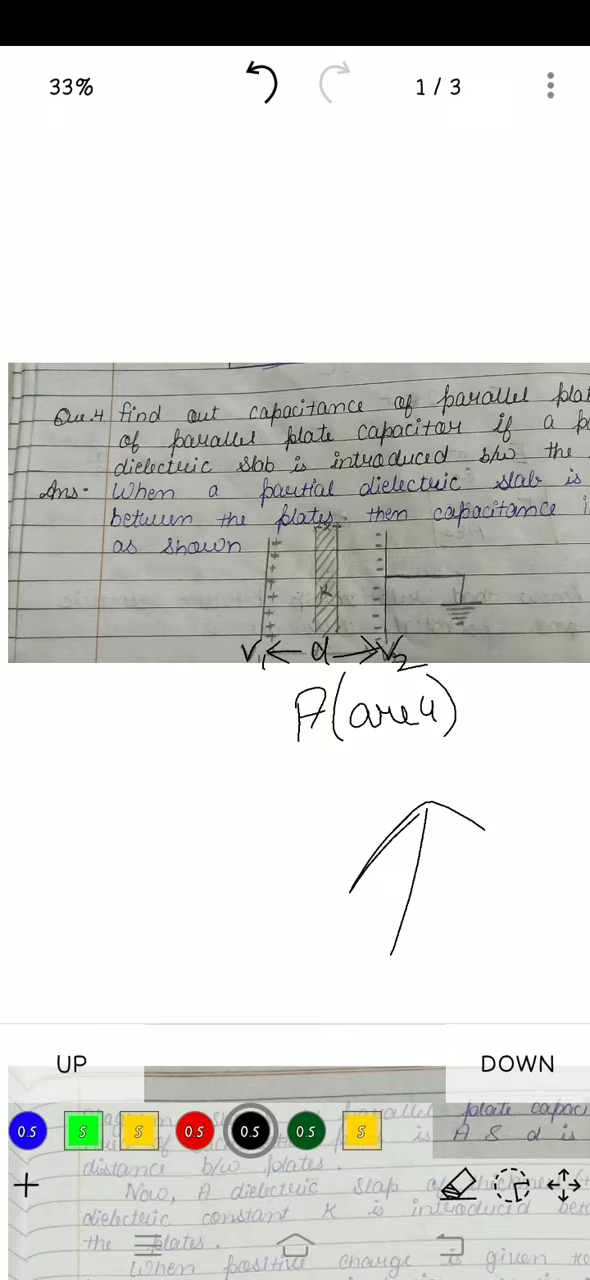 33%
1 / 3
Que.4 find out capacitance of parallel
of parallel plate capacitor if a
dielectric slab is introduced b/w the
Ans- When a partial dielectric slab is
between the plates. then capacitance
as shown
K
V1 d V2
A(area)
UP DOWN
parallel plate
is A & d is
0.5 5 5 0.5 0.5 0.5 5
distance b/w plates.
Now, A dielectric slap of
dielectric constant K is introduced
the plates.
When positive charge is given